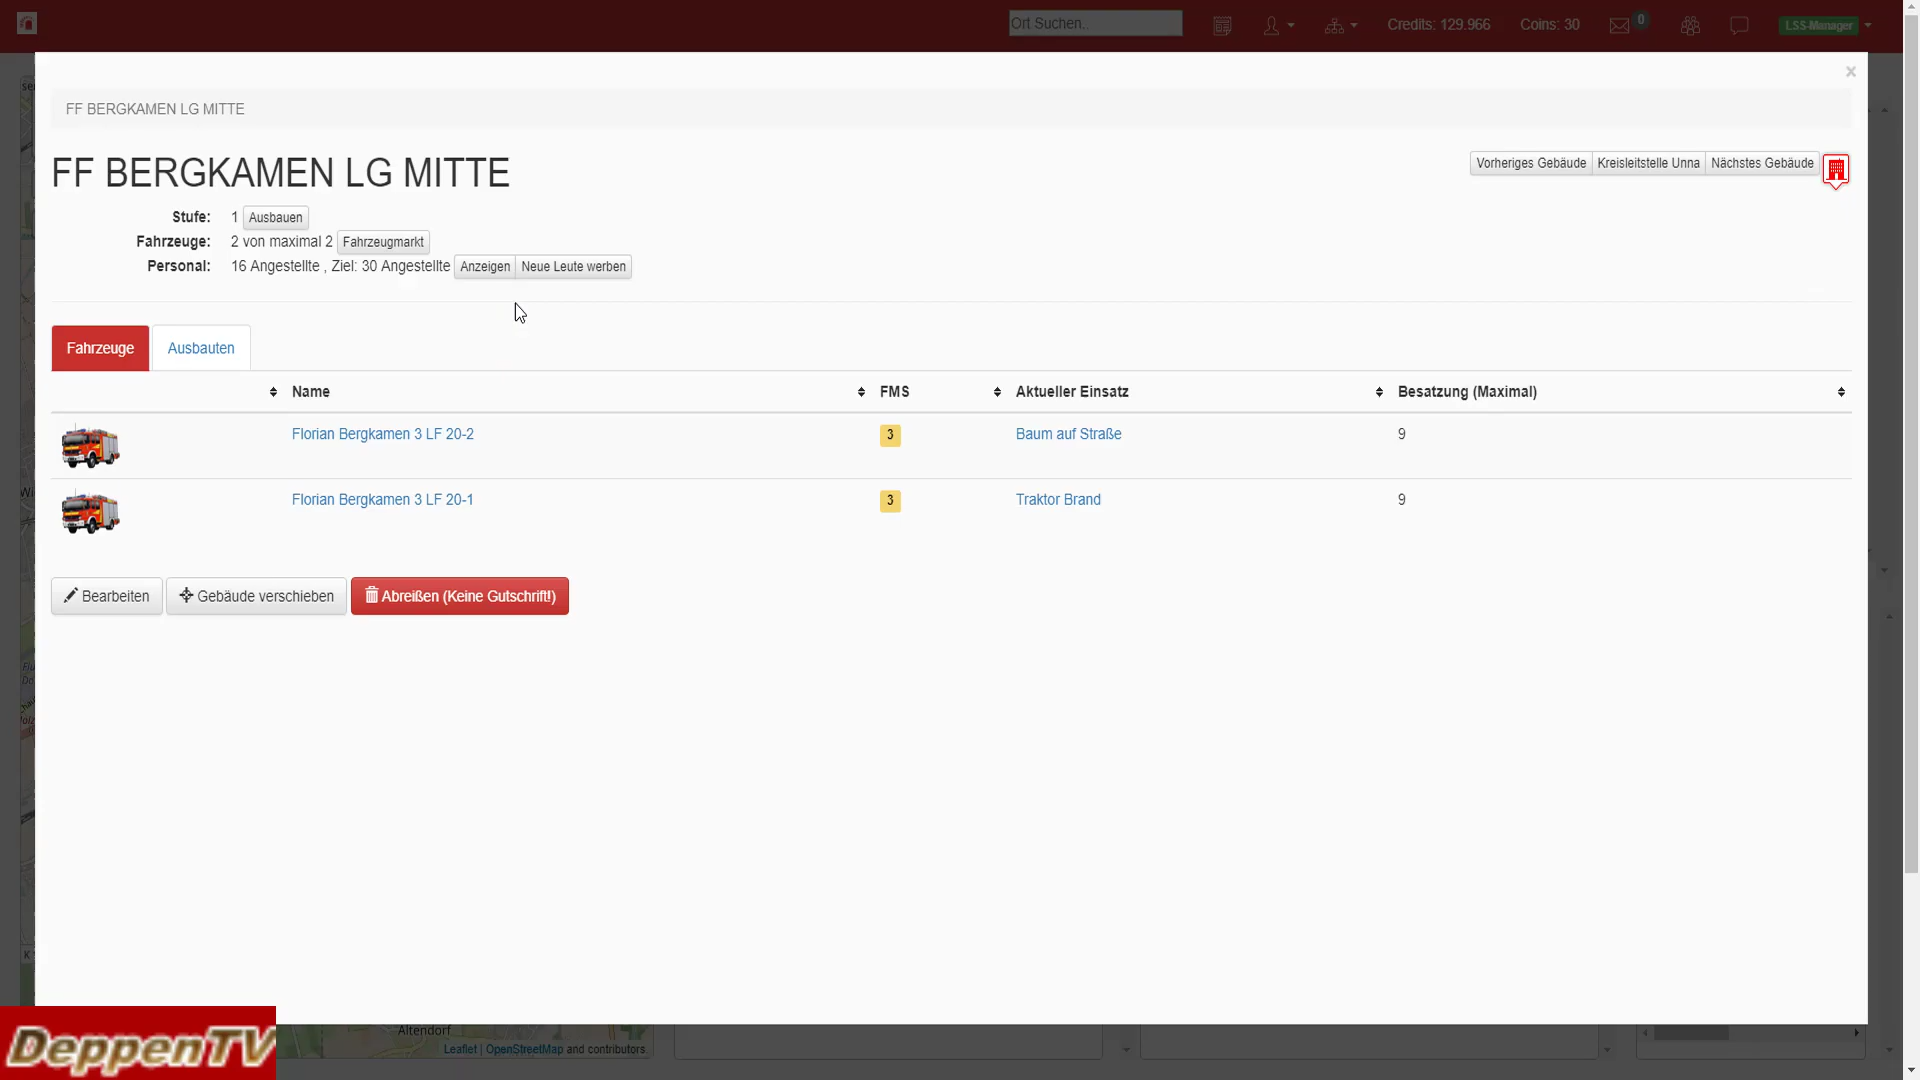 Ort Suchen..
Credits: 129.966
Coins: 30
0
LSS-Manager
×
FF BERGKAMEN LG MITTE
FF BERGKAMEN LG MITTE
Vorheriges Gebäude
Kreisleitstelle Unna
Nächstes Gebäude
Stufe: 1 Ausbauen
Fahrzeuge: 2 von maximal 2 Fahrzeugmarkt
Personal: 16 Angestellte , Ziel: 30 Angestellte Anzeigen Neue Leute werben
Fahrzeuge Ausbauten
Name FMS Aktueller Einsatz Besatzung (Maximal)
Florian Bergkamen 3 LF 20-2 3 Baum auf Straße 9
Florian Bergkamen 3 LF 20-1 3 Traktor Brand 9
Bearbeiten Gebäude verschieben Abreißen (Keine Gutschrift!)
Altendorf
Leaflet | OpenStreetMap and contributors
DeppenTV